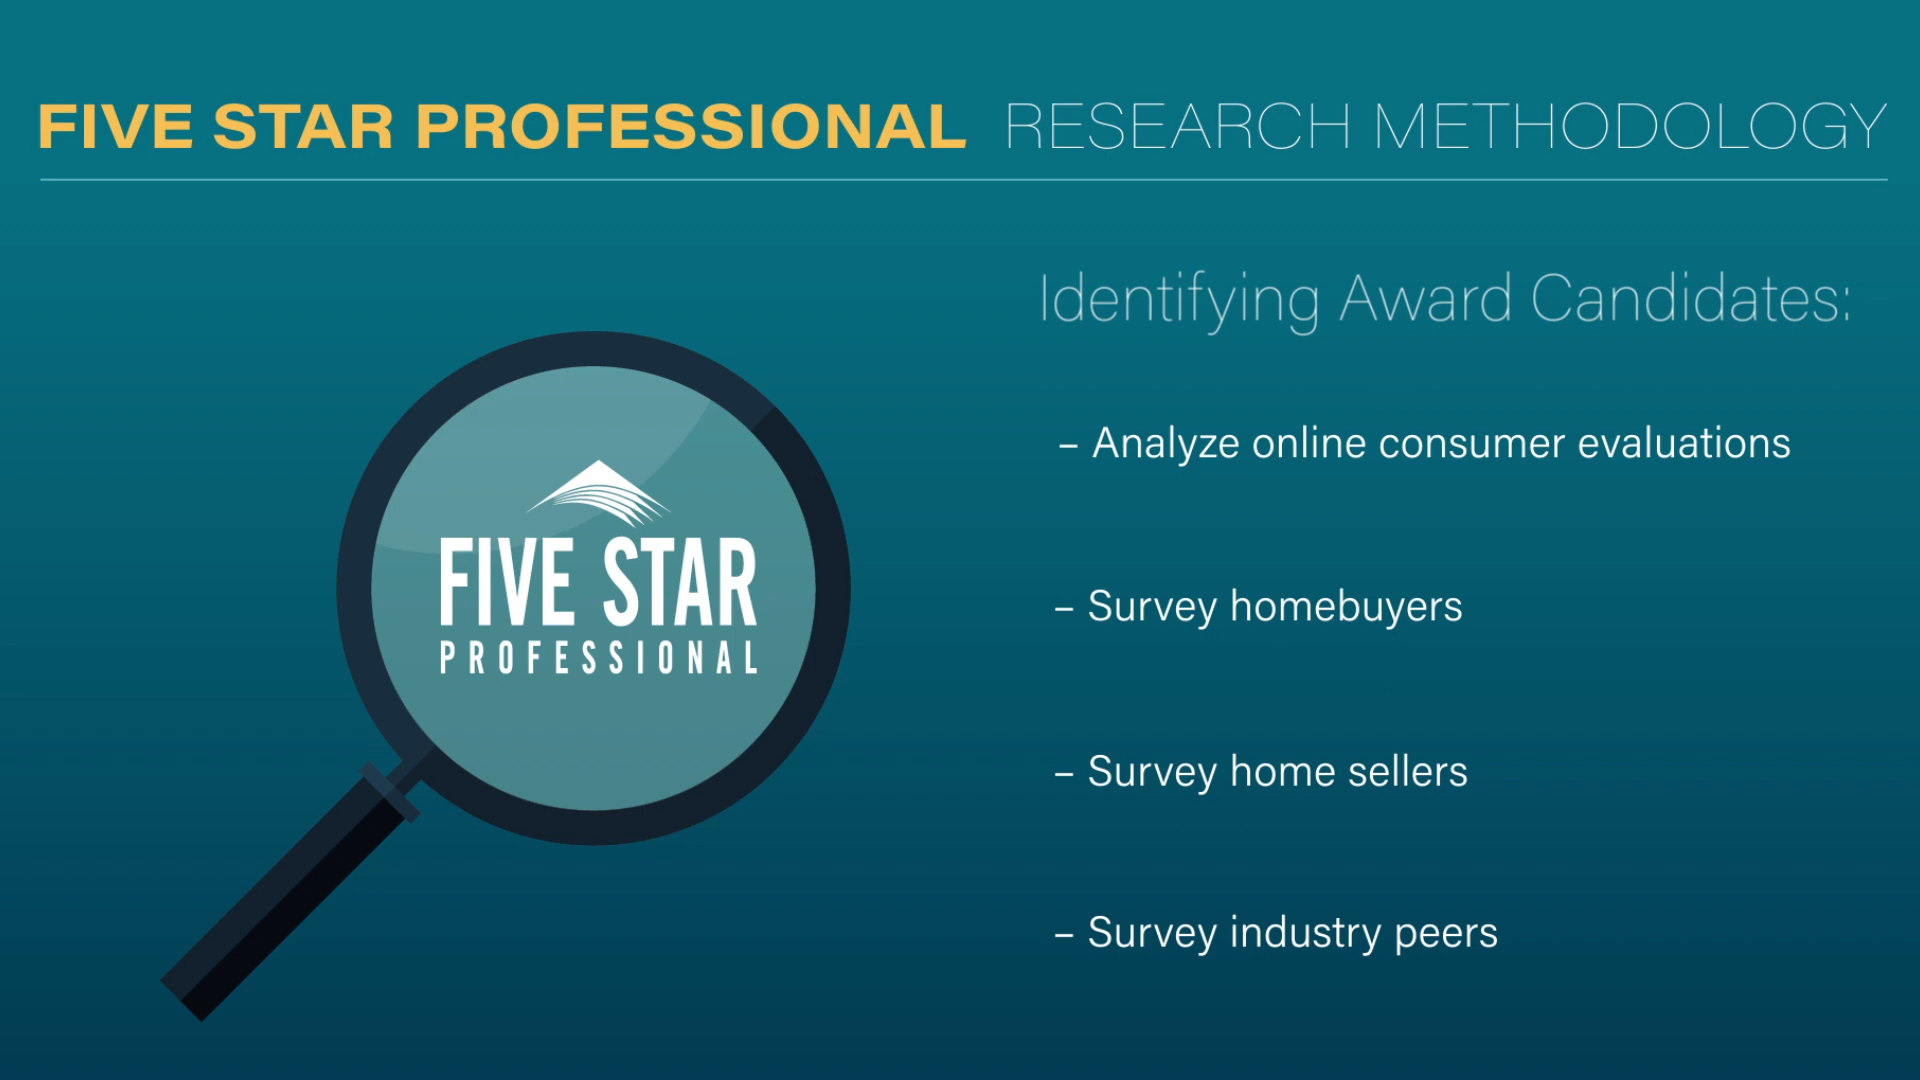 FIVE STAR PROFESSIONAL RESEARCH METHODOLOGY
FIVE STAR
PROFESSIONAL
Identifying Award Candidates:
– Analyze online consumer evaluations
– Survey homebuyers
– Survey home sellers
– Survey industry peers